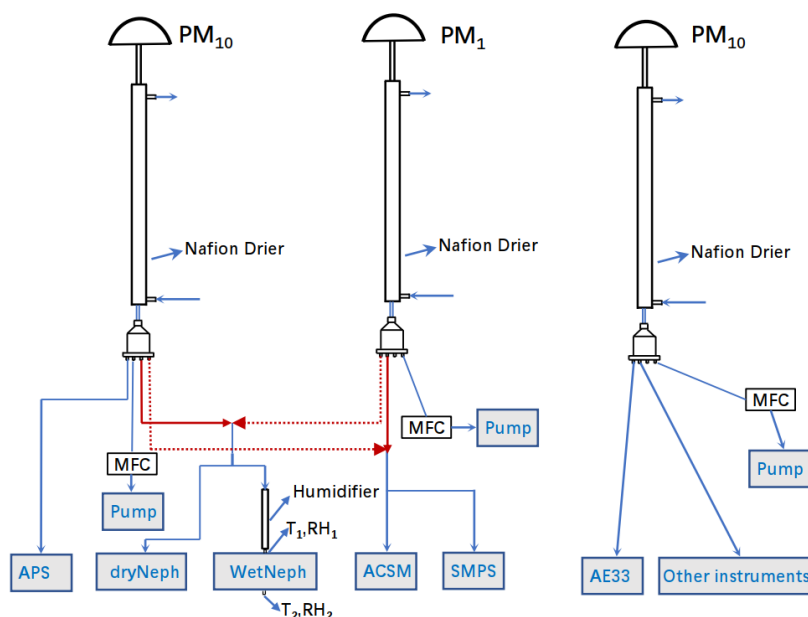 PM10
PM1
PM10
Nafion Drier
Nafion Drier
Nafion Drier
MFC
Pump
MFC
Pump
MFC
Pump
Humidifier
T1,RH1
APS
dryNeph
WetNeph
ACSM
SMPS
AE33
Other instruments
T2,RH2